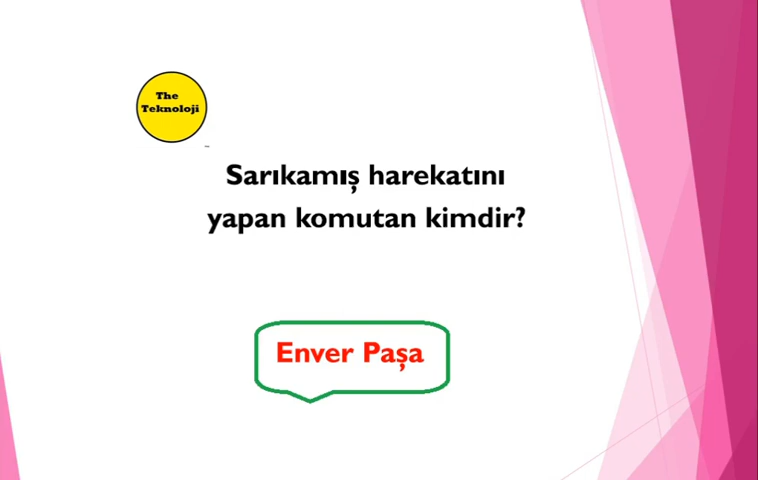 The
Teknoloji
Sarıkamış harekatını
yapan komutan kimdir?
Enver Paşa